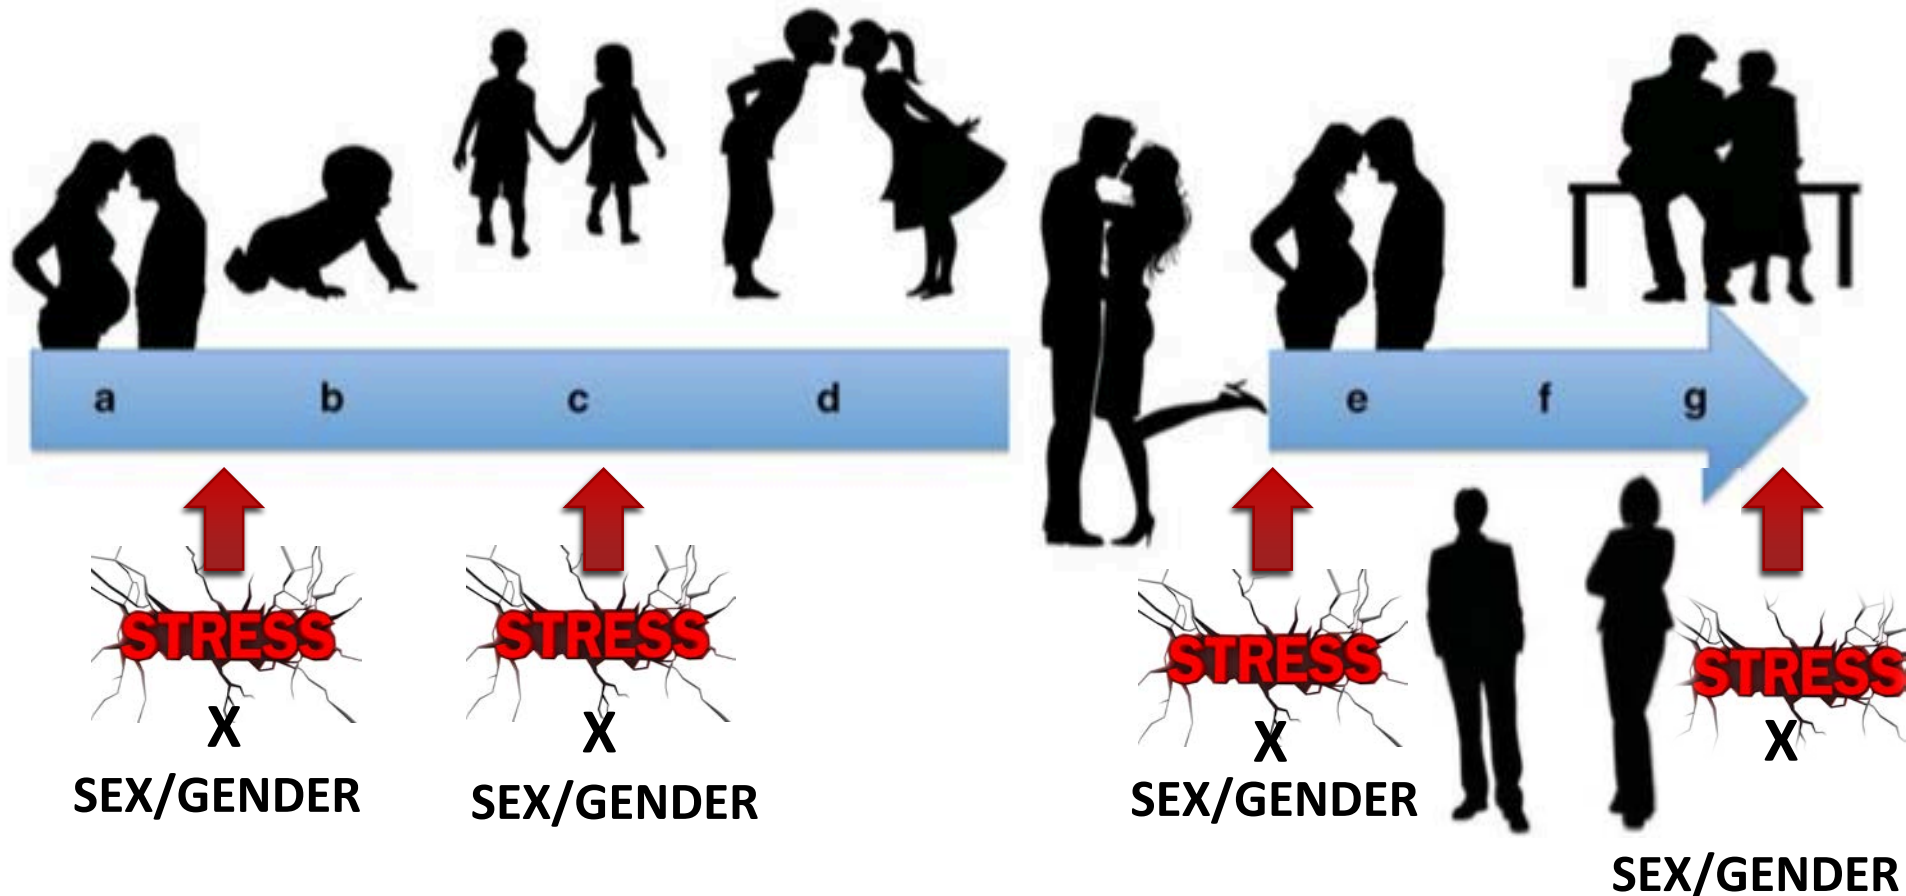 a b c d e f g
STRESS STRESS STRESS STRESS
X X X X
SEX/GENDER SEX/GENDER SEX/GENDER
SEX/GENDER